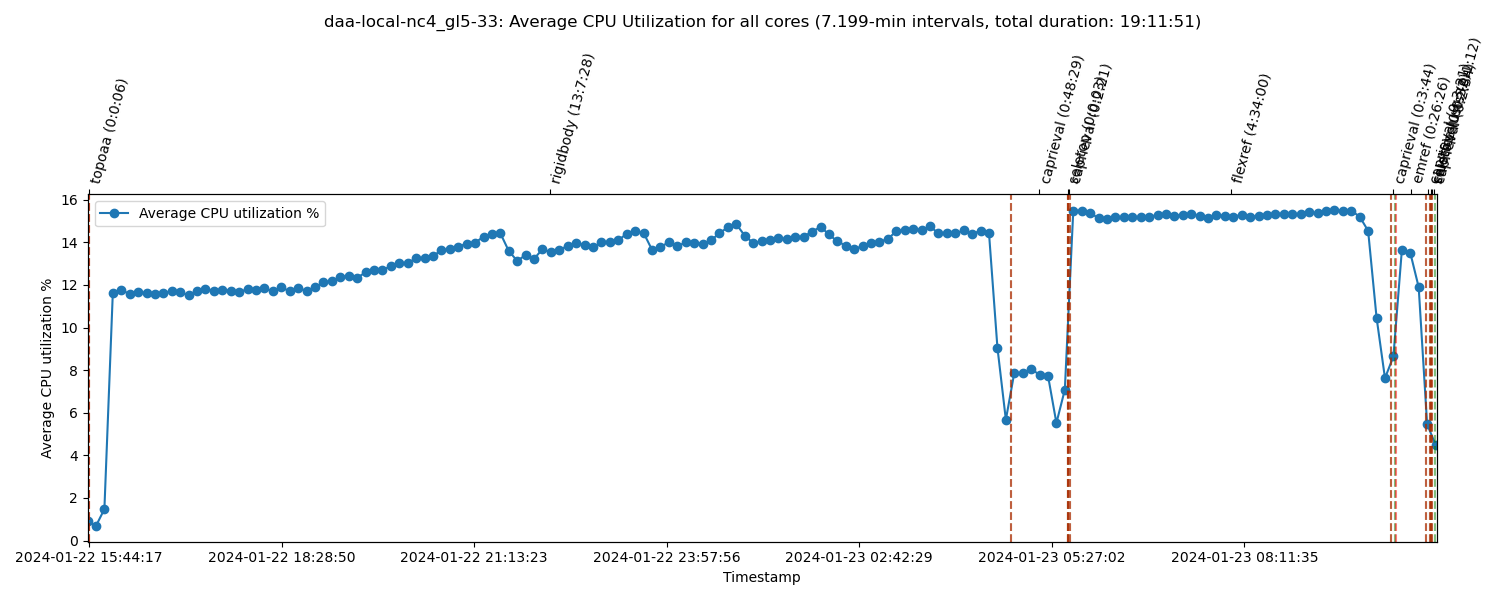 daa-local-nc4_gl5-33: Average CPU Utilization for all cores (7.199-min intervals, total duration: 19:11:51)
topoaa (0:0:06)
rigidbody (13:7:28)
caprieval (0:48:29)
caprieval (0:2:21)
flexref (4:34:00)
caprieval (0:3:44)
emref (0:26:26)
Average CPU utilization %
16
14
12
10
8
6
4
2
0
Average CPU utilization %
2024-01-22 15:44:17
2024-01-22 18:28:50
2024-01-22 21:13:23
2024-01-22 23:57:56
2024-01-23 02:42:29
2024-01-23 05:27:02
2024-01-23 08:11:35
Timestamp